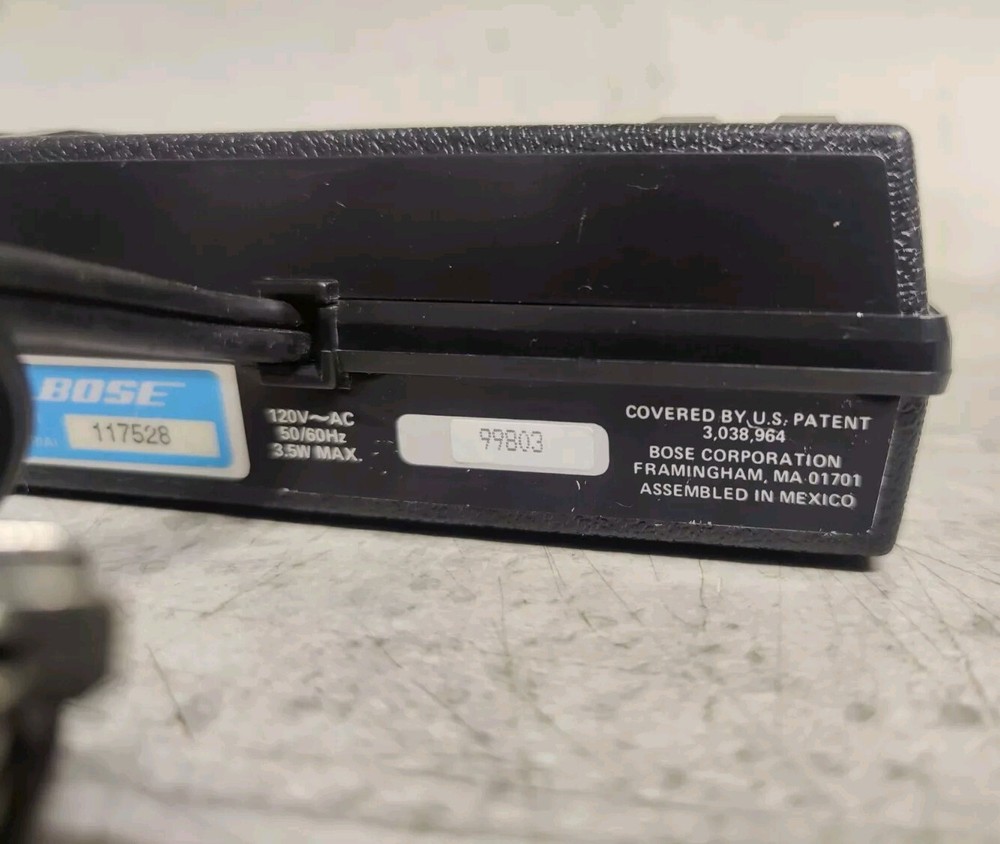 BOSE
117528
120V~AC
50/60Hz
3.5W MAX.
99803
COVERED BY U.S. PATENT
3,038,964
BOSE CORPORATION
FRAMINGHAM, MA 01701
ASSEMBLED IN MEXICO